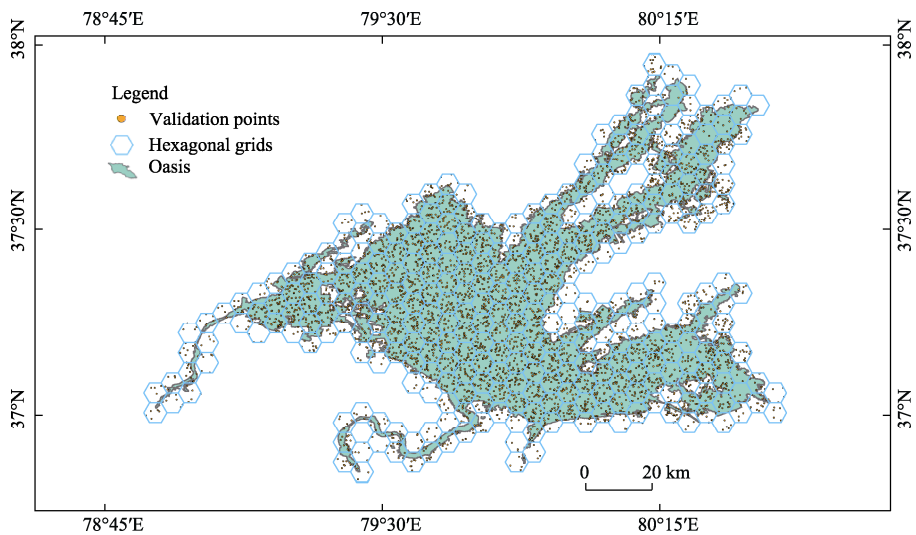 78°45′E 79°30′E 80°15′E
38°N 38°N
Legend
Validation points
Hexagonal grids
Oasis
37°30′N 37°30′N
37°N 37°N
0 20 km
78°45′E 79°30′E 80°15′E